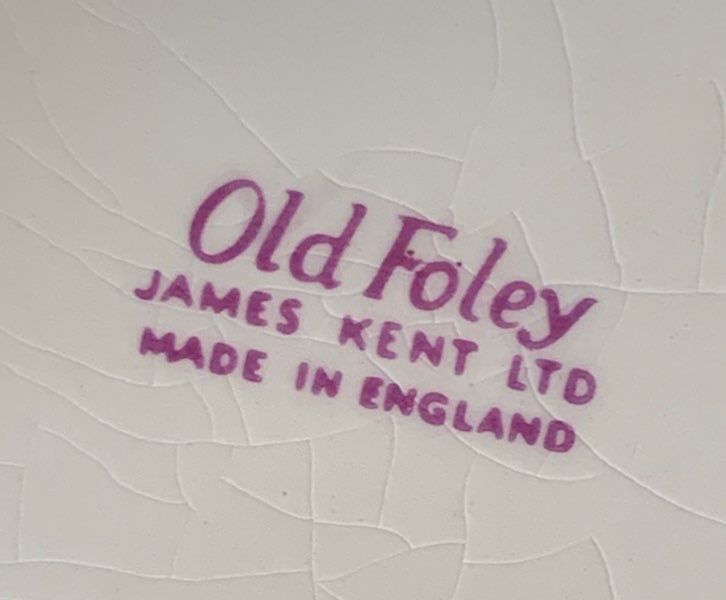 Old Foley
JAMES KENT LTD
MADE IN ENGLAND